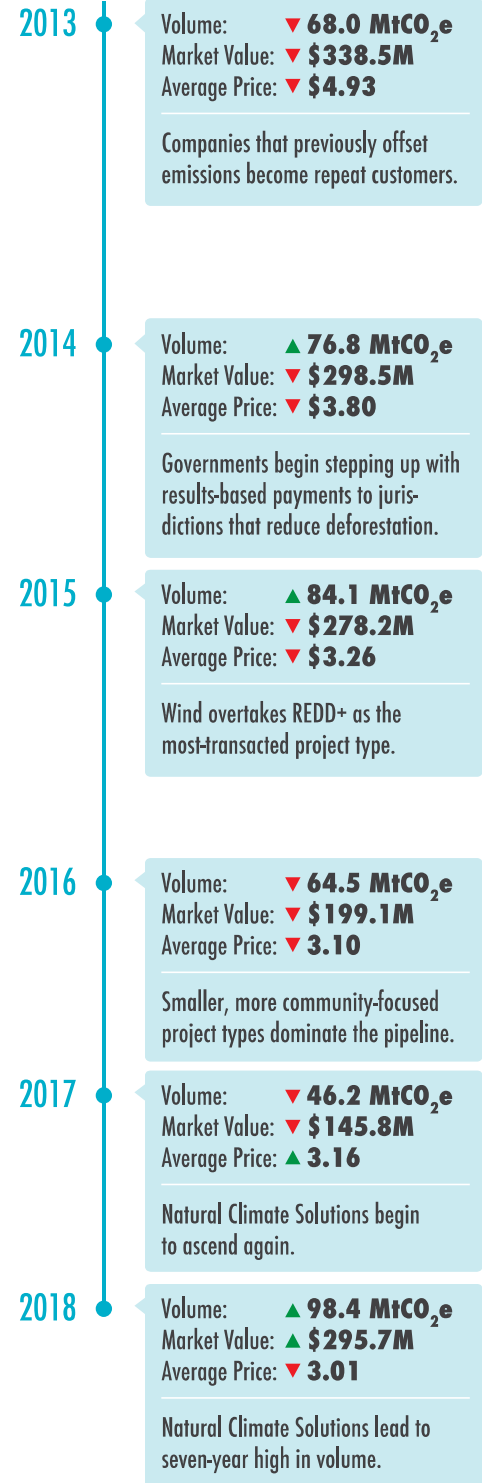 2013
Volume: ▼ 68.0 MtCO₂e
Market Value: ▼ $338.5M
Average Price: ▼ $4.93
Companies that previously offset
emissions become repeat customers.
2014
Volume: ▲ 76.8 MtCO₂e
Market Value: ▼ $298.5M
Average Price: ▼ $3.80
Governments begin stepping up with
results-based payments to juris-
dictions that reduce deforestation.
2015
Volume: ▲ 84.1 MtCO₂e
Market Value: ▼ $278.2M
Average Price: ▼ $3.26
Wind overtakes REDD+ as the
most-transacted project type.
2016
Volume: ▼ 64.5 MtCO₂e
Market Value: ▼ $199.1M
Average Price: ▼ 3.10
Smaller, more community-focused
project types dominate the pipeline.
2017
Volume: ▼ 46.2 MtCO₂e
Market Value: ▼ $145.8M
Average Price: ▲ 3.16
Natural Climate Solutions begin
to ascend again.
2018
Volume: ▲ 98.4 MtCO₂e
Market Value: ▲ $295.7M
Average Price: ▼ 3.01
Natural Climate Solutions lead to
seven-year high in volume.